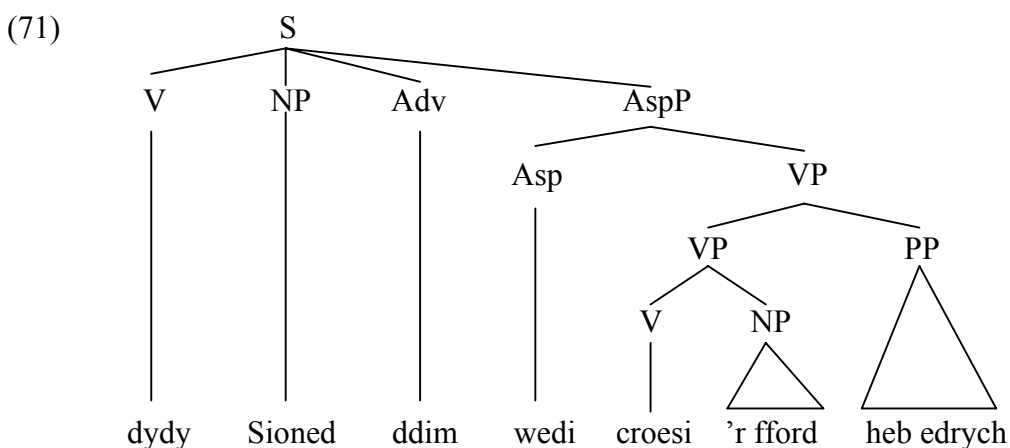 (71) S
V NP Adv AspP
Asp VP
VP PP
V NP
dydy Sioned ddim wedi croesi ’r fford heb edrych